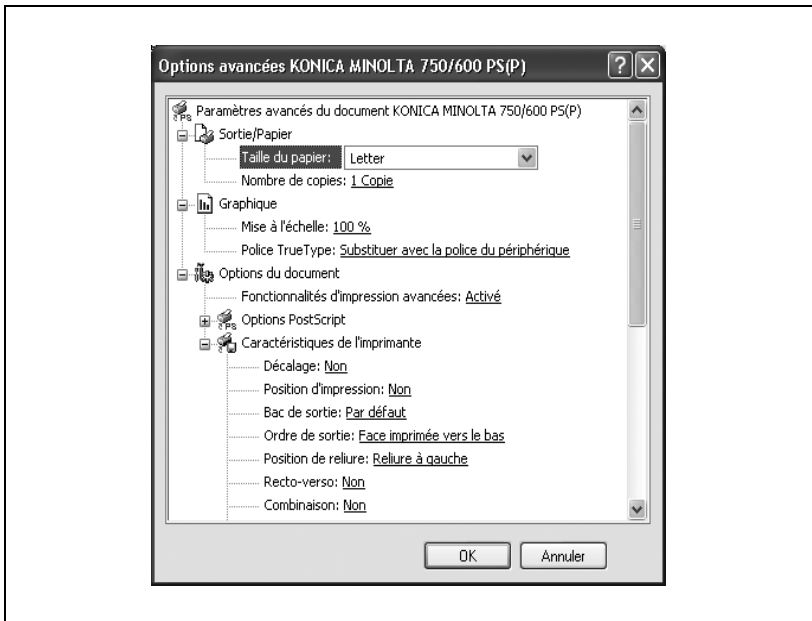 Options avancées KONICA MINOLTA 750/600 PS(P)
Paramètres avancés du document KONICA MINOLTA 750/600 PS(P)
Sortie/Papier
Taille du papier: Letter
Nombre de copies: 1 Copie
Graphique
Mise à l'échelle: 100 %
Police TrueType: Substituer avec la police du périphérique
Options du document
Fonctionnalités d'impression avancées: Activé
Options PostScript
Caractéristiques de l'imprimante
Décalage: Non
Position d'impression: Non
Bac de sortie: Par défaut
Ordre de sortie: Face imprimée vers le bas
Position de reliure: Reliure à gauche
Recto-verso: Non
Combinaison: Non
OK Annuler